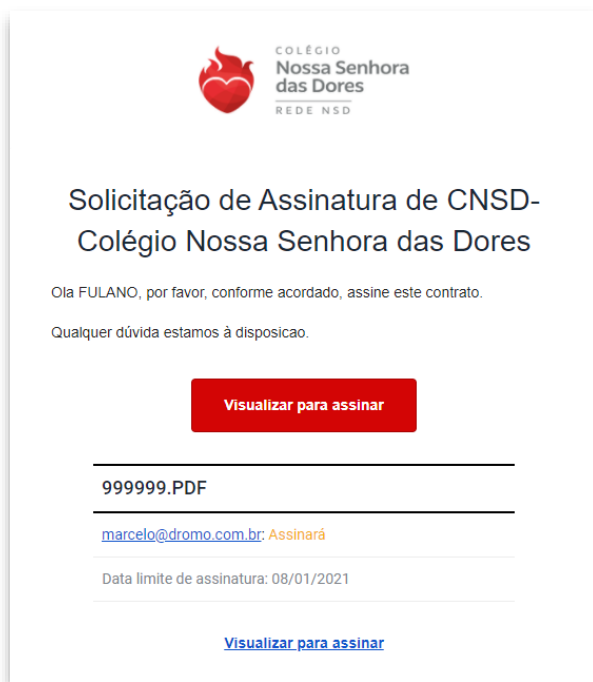 COLÉGIO
Nossa Senhora
das Dores
REDE NSD
Solicitação de Assinatura de CNSD-
Colégio Nossa Senhora das Dores
Ola FULANO, por favor, conforme acordado, assine este contrato.
Qualquer dúvida estamos à disposicao.
Visualizar para assinar
999999.PDF
marcelo@dromo.com.br: Assinará
Data limite de assinatura: 08/01/2021
Visualizar para assinar